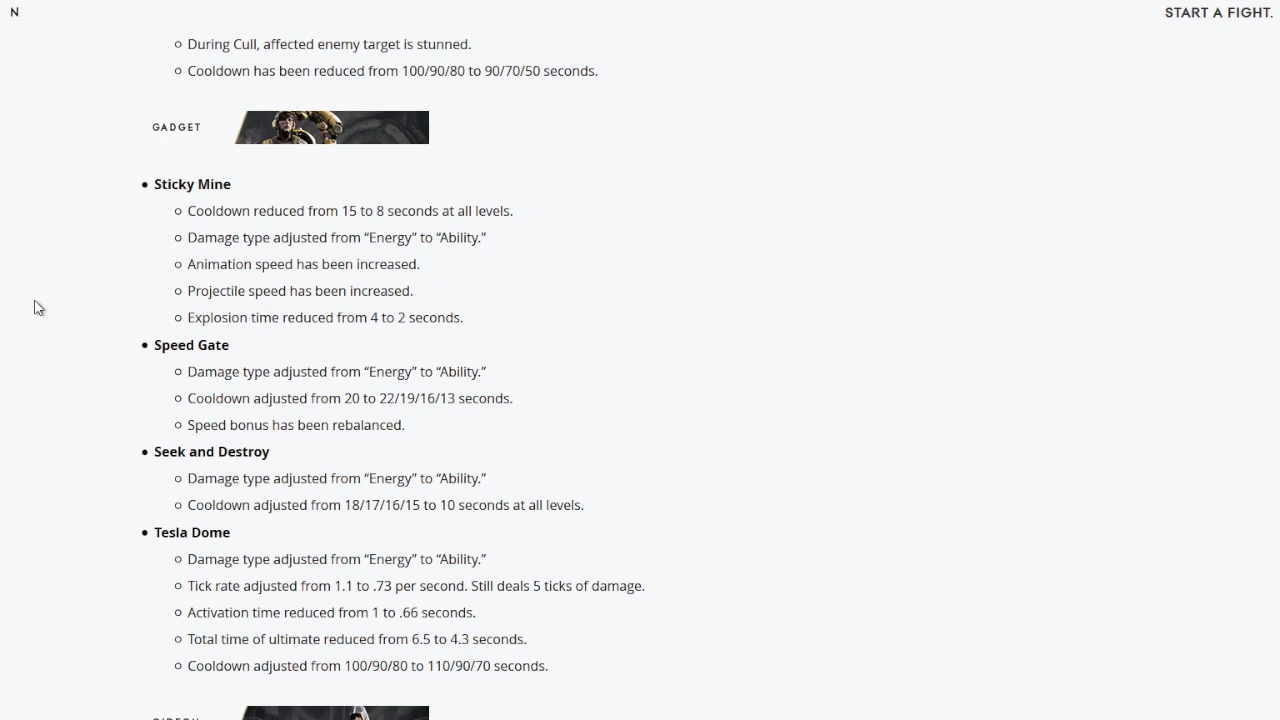 N
START A FIGHT.
During Cull, affected enemy target is stunned.
Cooldown has been reduced from 100/90/80 to 90/70/50 seconds.
GADGET
Sticky Mine
Cooldown reduced from 15 to 8 seconds at all levels.
Damage type adjusted from “Energy” to “Ability.”
Animation speed has been increased.
Projectile speed has been increased.
Explosion time reduced from 4 to 2 seconds.
Speed Gate
Damage type adjusted from “Energy” to “Ability.”
Cooldown adjusted from 20 to 22/19/16/13 seconds.
Speed bonus has been rebalanced.
Seek and Destroy
Damage type adjusted from “Energy” to “Ability.”
Cooldown adjusted from 18/17/16/15 to 10 seconds at all levels.
Tesla Dome
Damage type adjusted from “Energy” to “Ability.”
Tick rate adjusted from 1.1 to .73 per second. Still deals 5 ticks of damage.
Activation time reduced from 1 to .66 seconds.
Total time of ultimate reduced from 6.5 to 4.3 seconds.
Cooldown adjusted from 100/90/80 to 110/90/70 seconds.